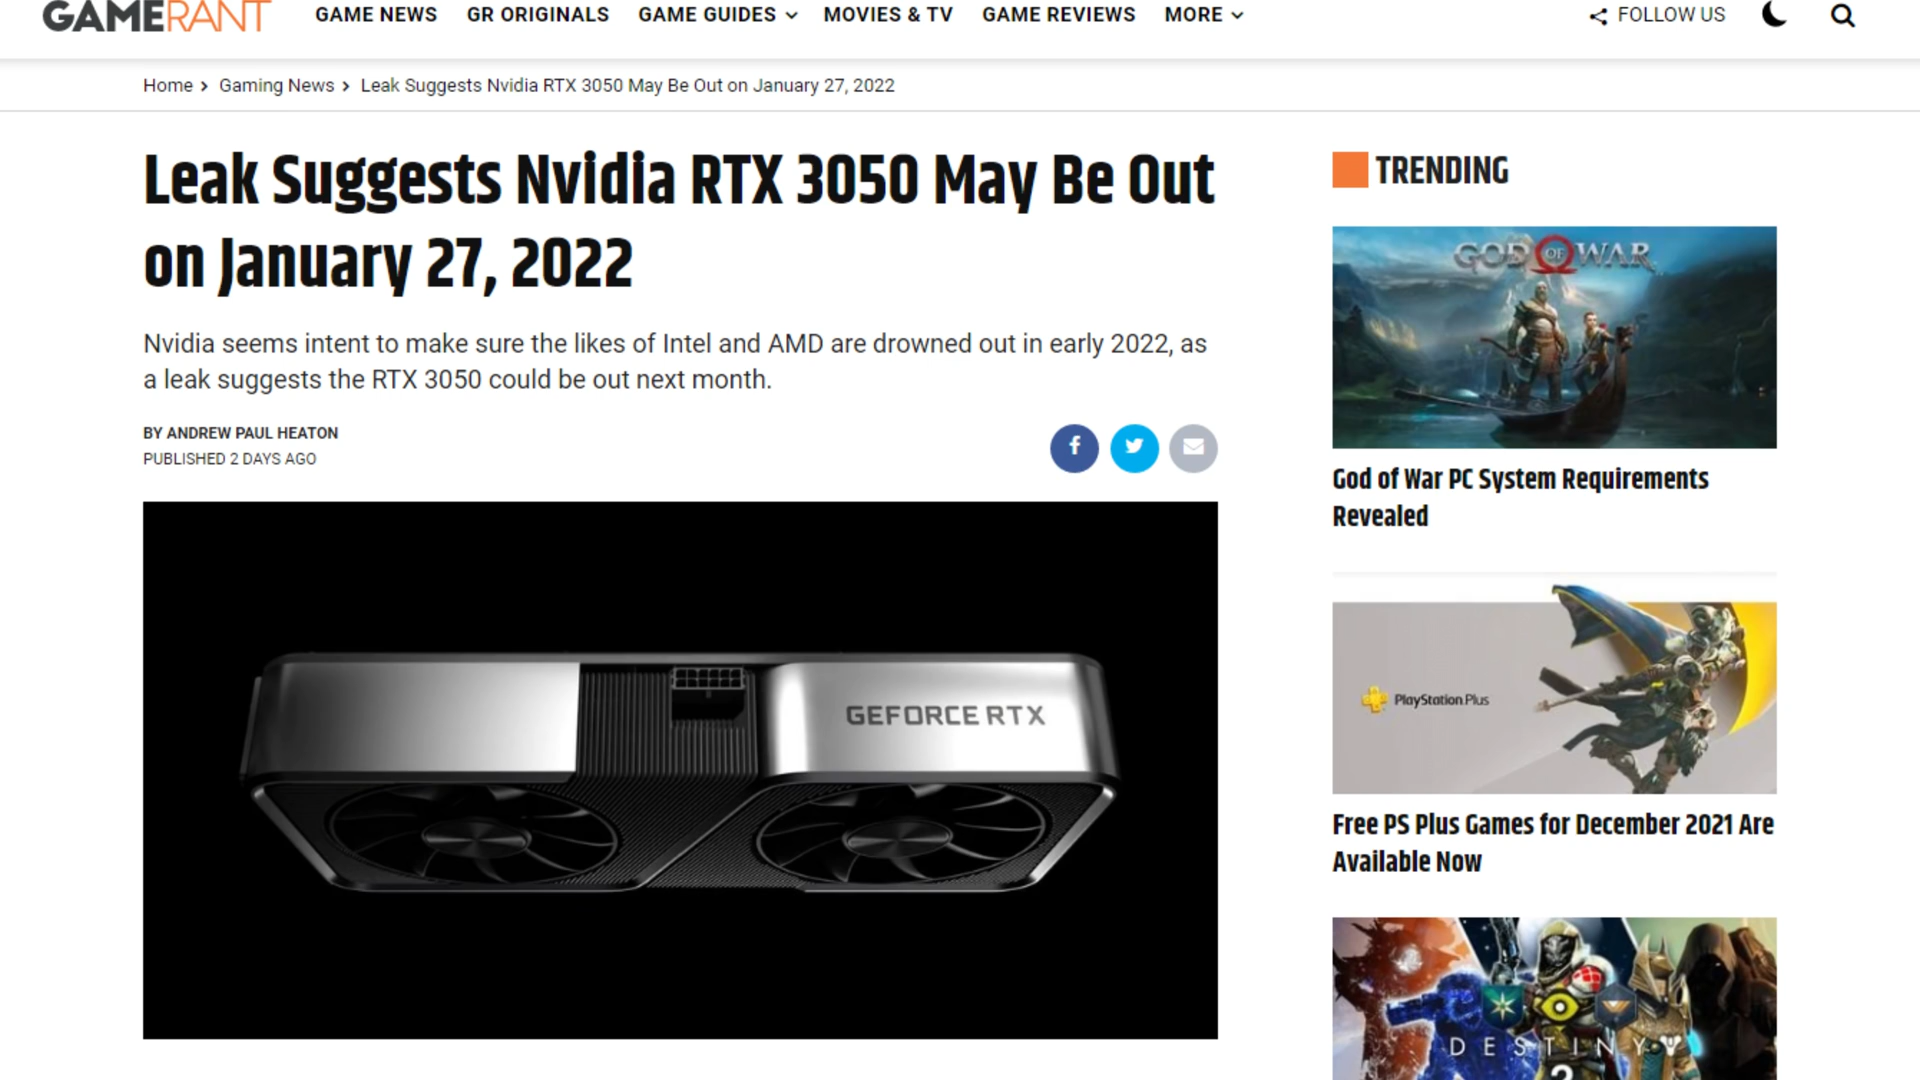 GAMERANT
GAME NEWS
GR ORIGINALS
GAME GUIDES
MOVIES & TV
GAME REVIEWS
MORE
FOLLOW US
Home > Gaming News > Leak Suggests Nvidia RTX 3050 May Be Out on January 27, 2022
Leak Suggests Nvidia RTX 3050 May Be Out
on January 27, 2022
Nvidia seems intent to make sure the likes of Intel and AMD are drowned out in early 2022, as
a leak suggests the RTX 3050 could be out next month.
BY ANDREW PAUL HEATON
PUBLISHED 2 DAYS AGO
GEFORCE RTX
TRENDING
GOD OF WAR
God of War PC System Requirements
Revealed
PlayStation Plus
Free PS Plus Games for December 2021 Are
Available Now
DESTINY
2